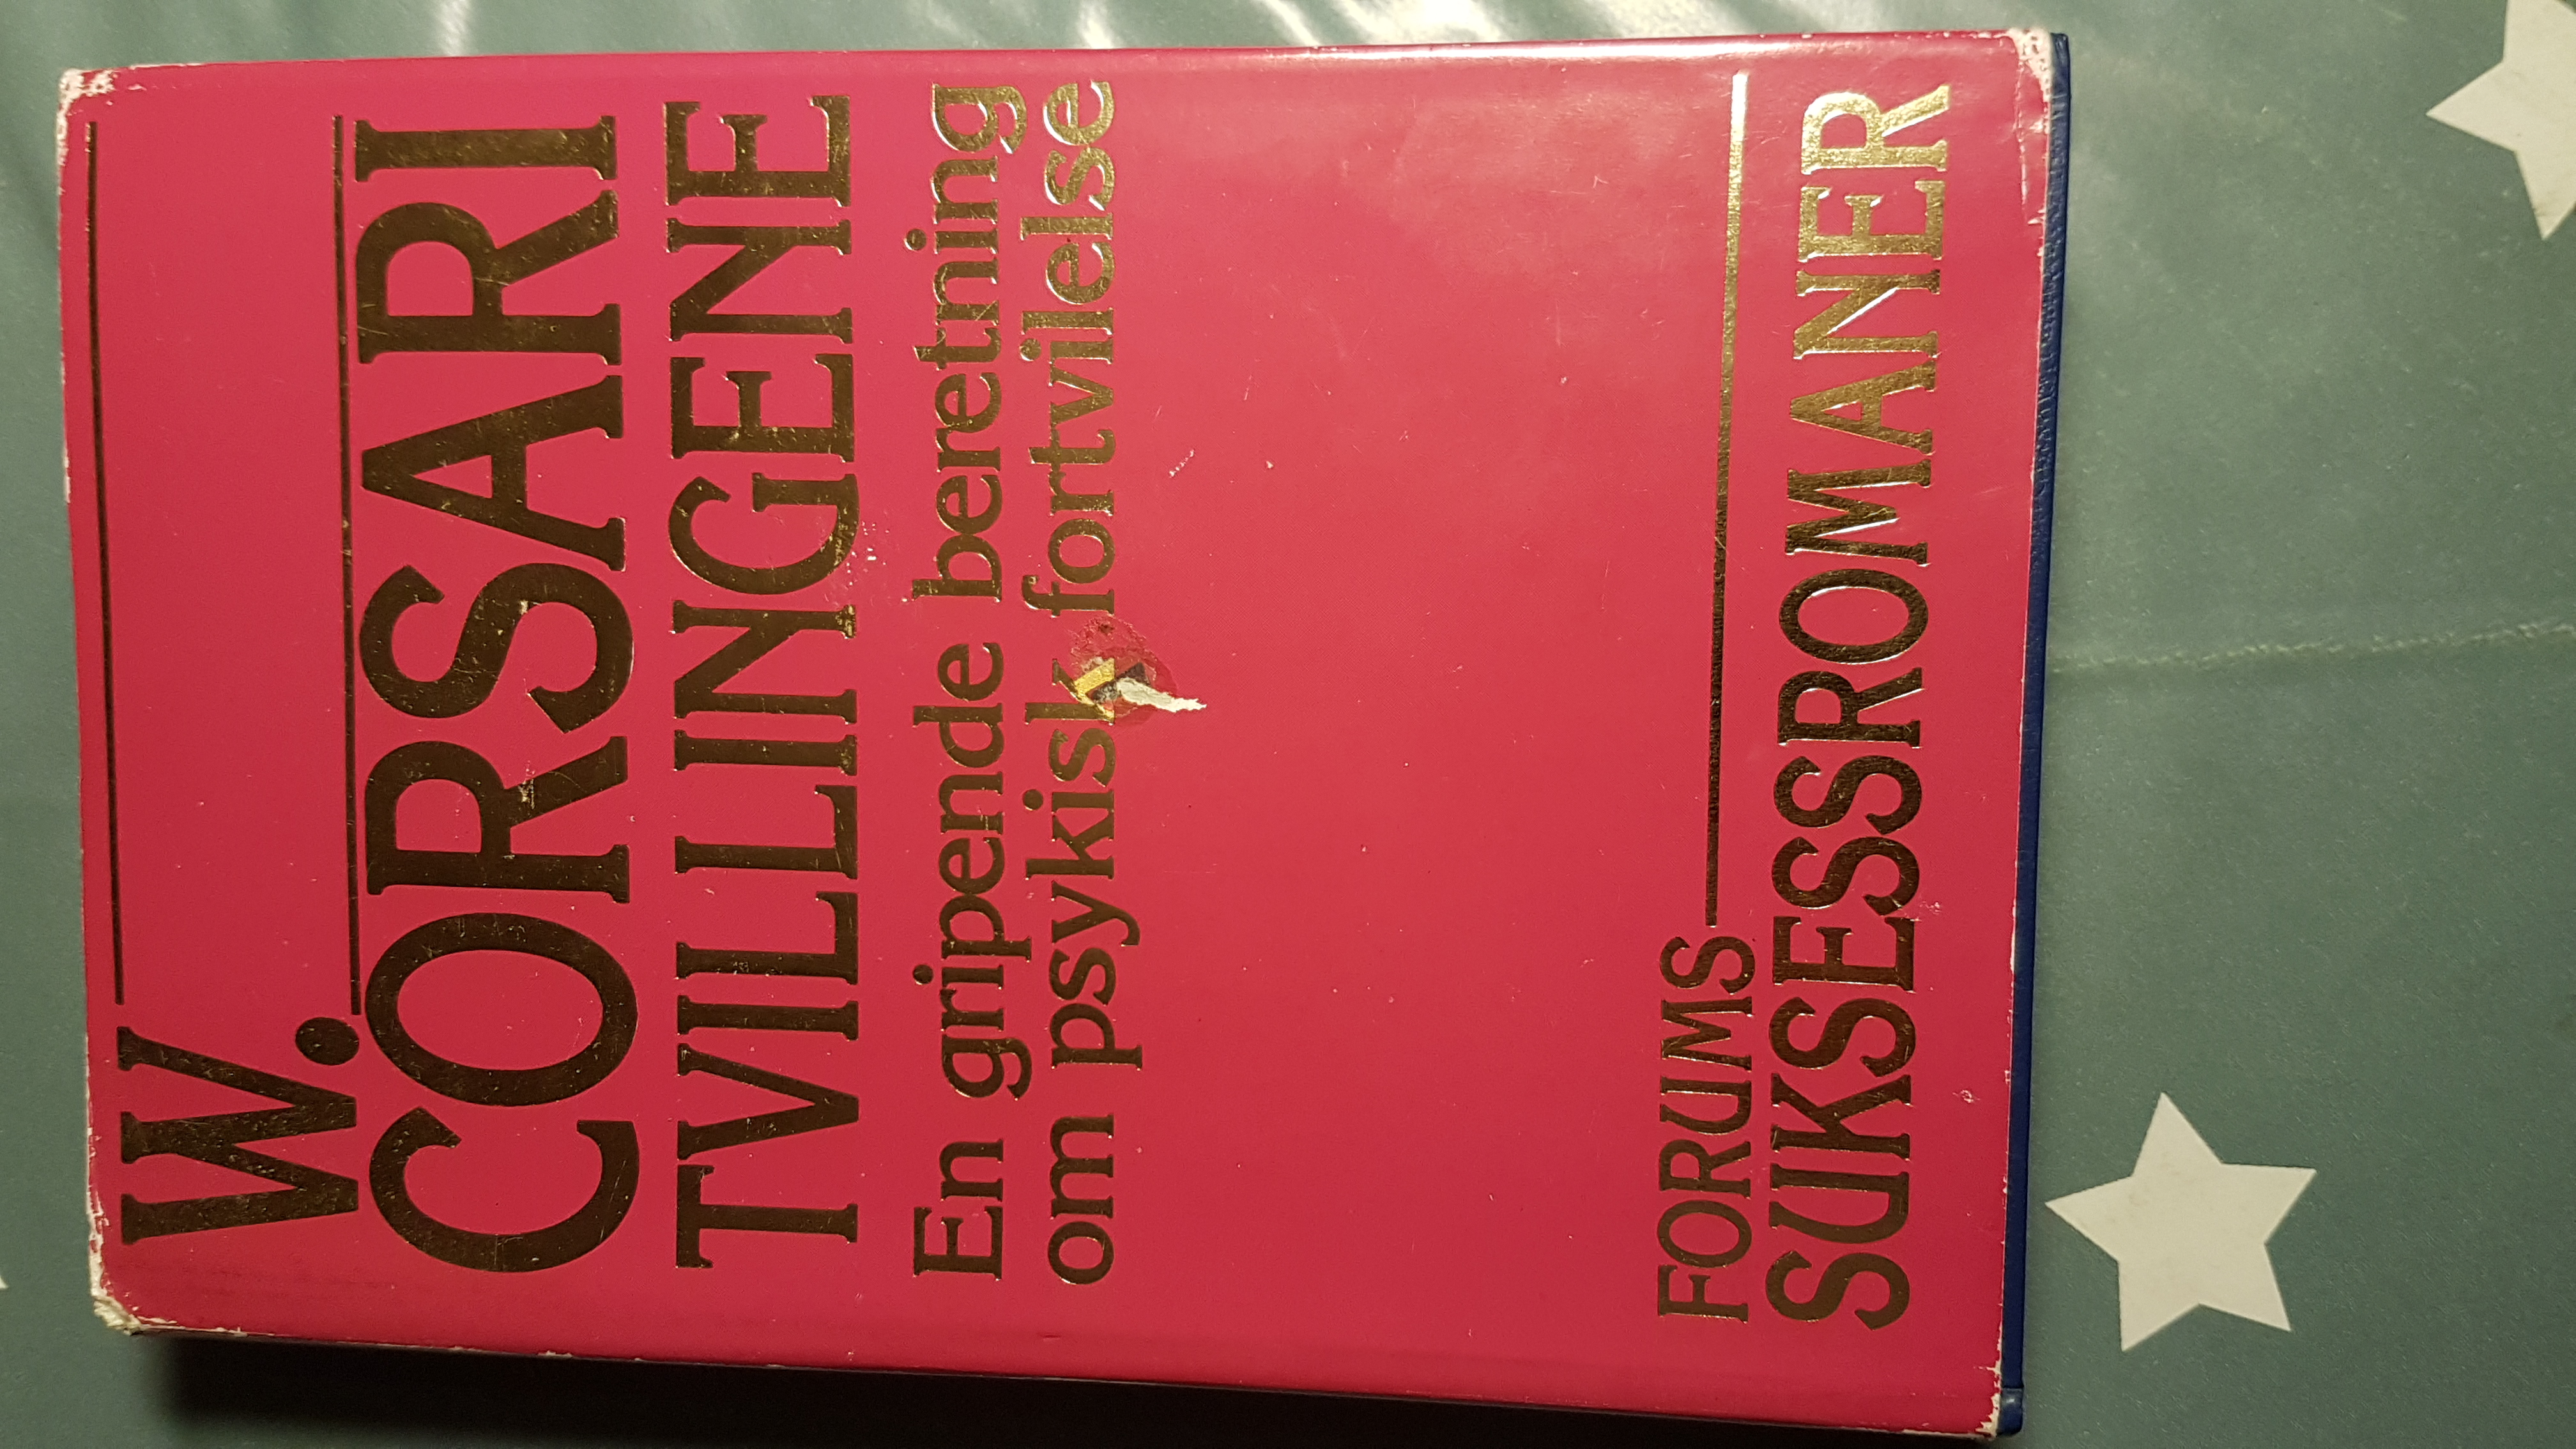 W.
CORSARI
TVILLINGENE
En gripende beretning
om psykisk fortvilelse
FORUMS
SUKSESSROMANER